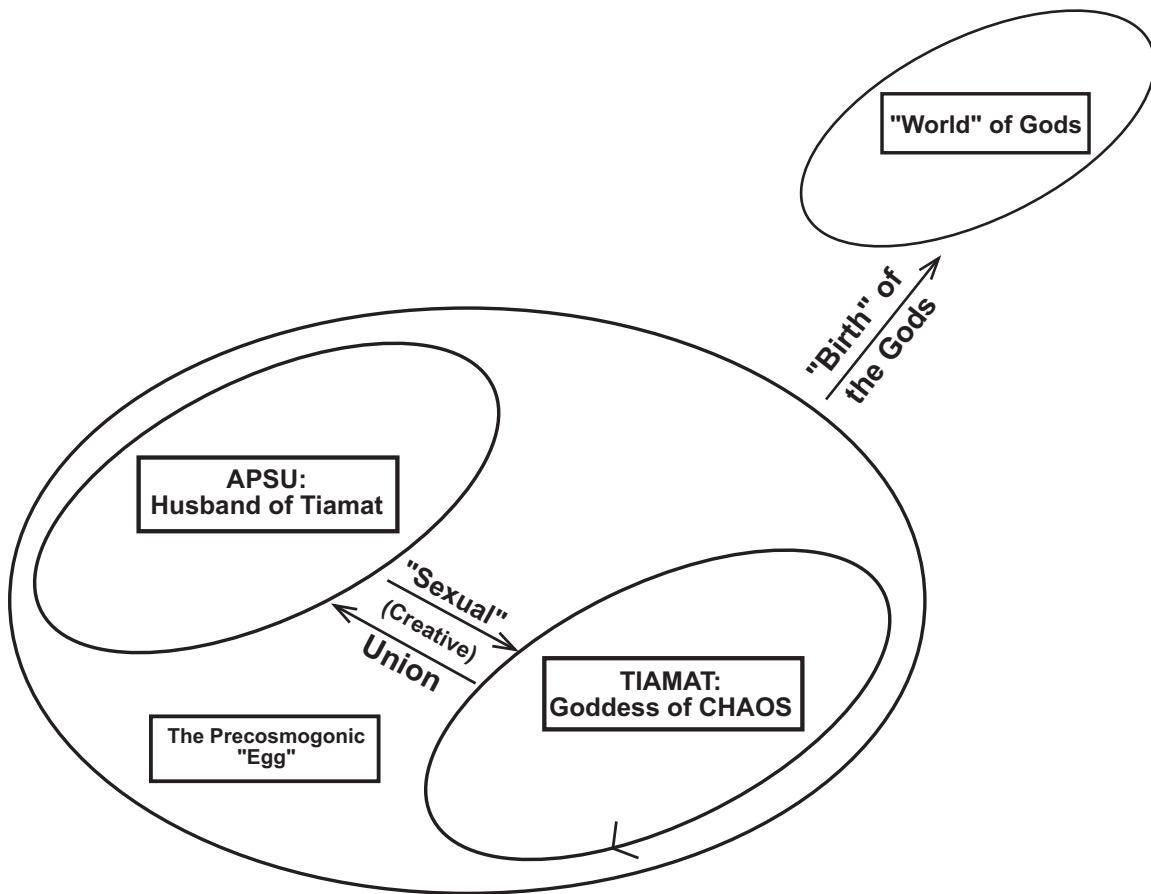 "World" of Gods
"Birth" of
the Gods
APSU:
Husband of Tiamat
"Sexual"
(Creative)
Union
TIAMAT:
Goddess of CHAOS
The Precosmogonic
"Egg"